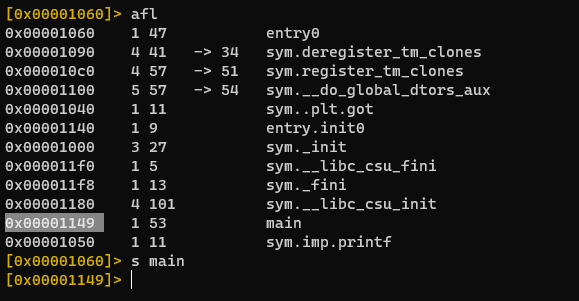 [0x00001060]> afl
0x00001060 1 47 entry0
0x00001090 4 41 -> 34 sym.deregister_tm_clones
0x000010c0 4 57 -> 51 sym.register_tm_clones
0x00001100 5 57 -> 54 sym.__do_global_dtors_aux
0x00001040 1 11 sym..plt.got
0x00001140 1 9 entry.init0
0x00001000 3 27 sym._init
0x000011f0 1 5 sym.__libc_csu_fini
0x000011f8 1 13 sym._fini
0x00001180 4 101 sym.__libc_csu_init
0x00001149 1 53 main
0x00001050 1 11 sym.imp.printf
[0x00001060]> s main
[0x00001149]>